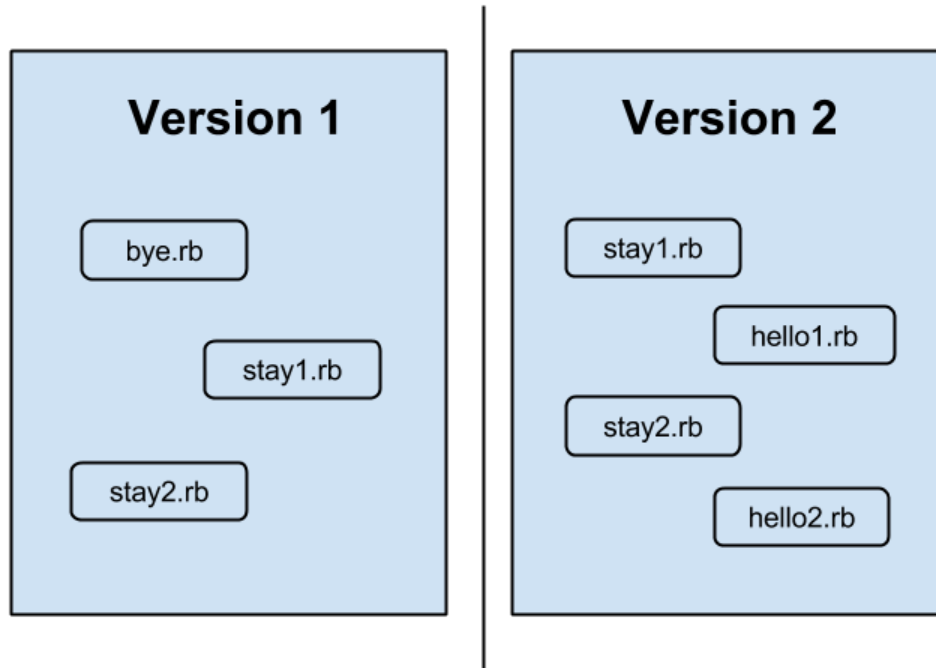 Version 1
bye.rb
stay1.rb
stay2.rb
Version 2
stay1.rb
hello1.rb
stay2.rb
hello2.rb